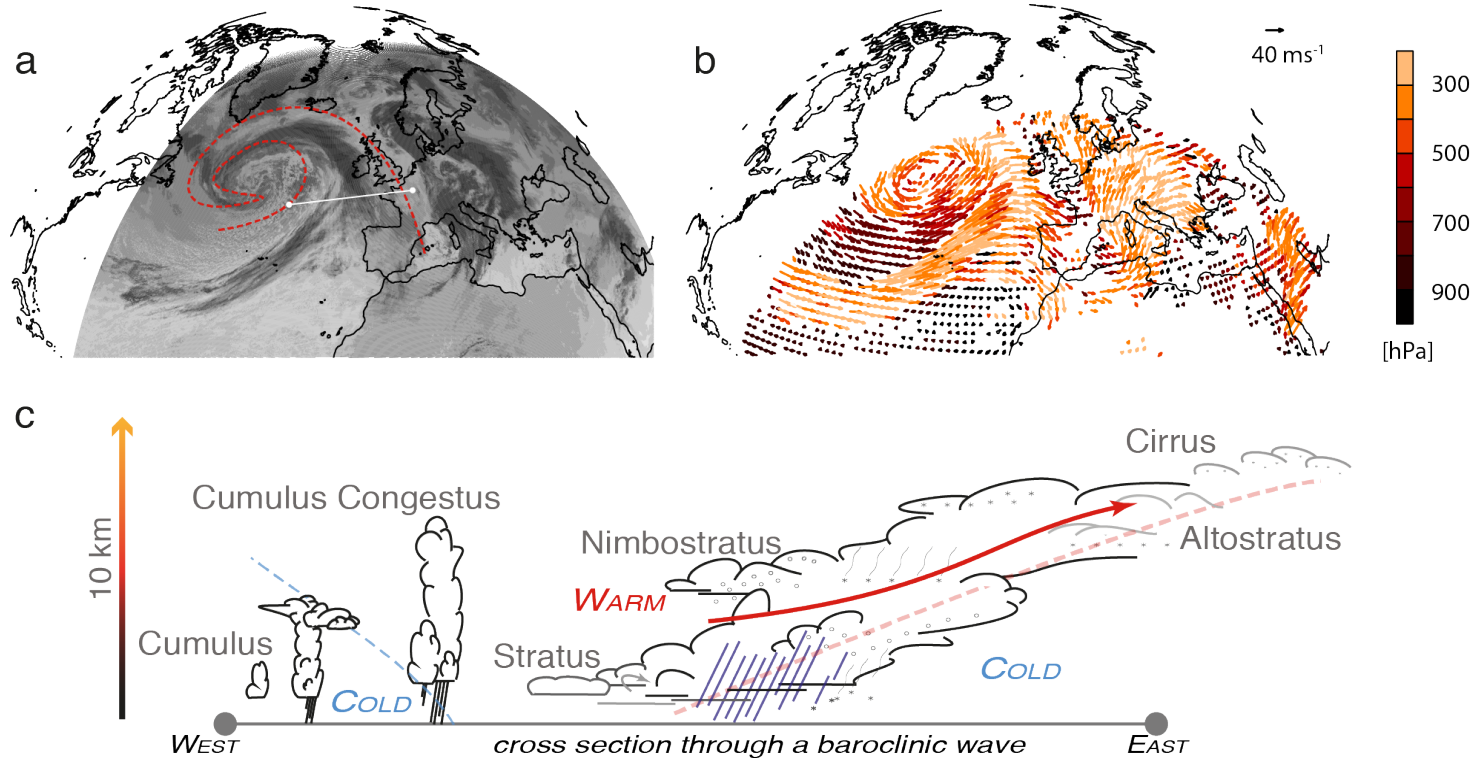 a
b
40 ms-1
300
500
700
900
[hPa]
c
10 km
Cirrus
Cumulus Congestus
Nimbostratus
Altostratus
WARM
Cumulus
Stratus
COLD
COLD
WEST
cross section through a baroclinic wave
EAST